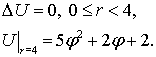 ΔU = 0, 0 ≤ r < 4,
U|_{r=4} = 5φ² + 2φ + 2.